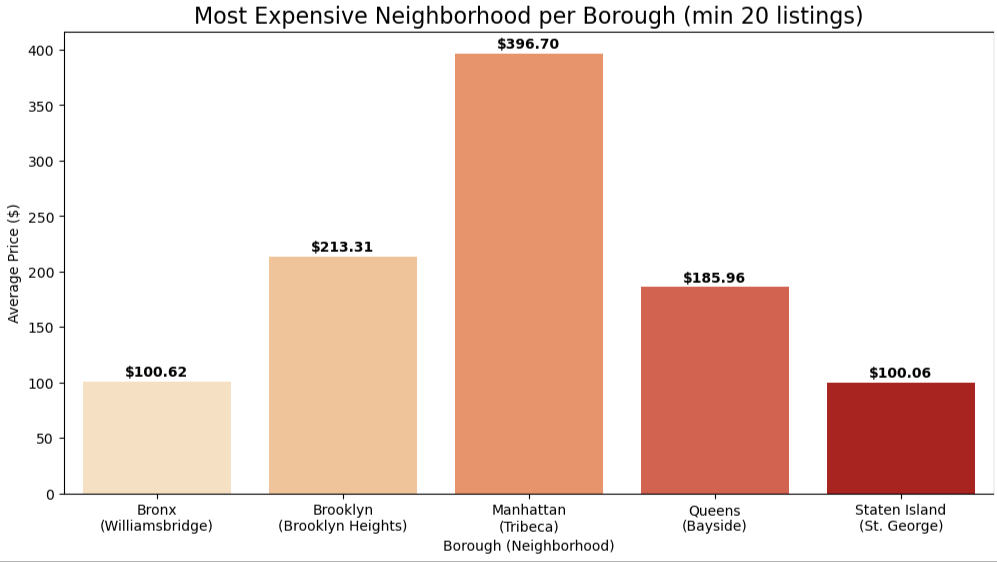 Most Expensive Neighborhood per Borough (min 20 listings)
Average Price ($)
400
350
300
250
200
150
100
50
0
$100.62
$213.31
$396.70
$185.96
$100.06
Bronx
(Williamsbridge)
Brooklyn
(Brooklyn Heights)
Manhattan
(Tribeca)
Queens
(Bayside)
Staten Island
(St. George)
Borough (Neighborhood)